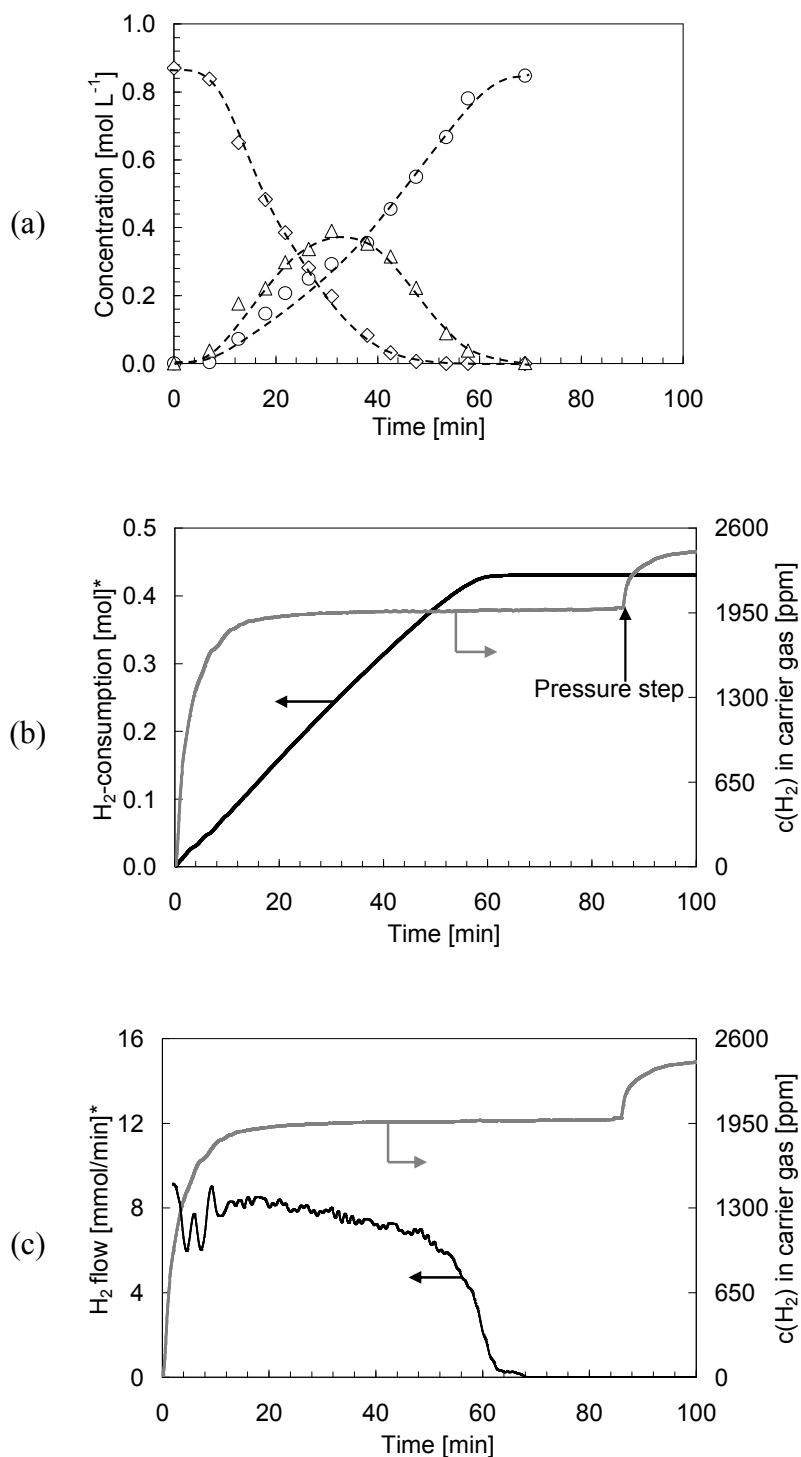 (a)
Concentration [mol L⁻¹]
1.0
0.8
0.6
0.4
0.2
0.0
0 20 40 60 80 100
Time [min]
(b)
H₂-consumption [mol]*
0.5
0.4
0.3
0.2
0.1
0.0
2600
1950
1300
650
0
c(H₂) in carrier gas [ppm]
Pressure step
0 20 40 60 80 100
Time [min]
(c)
H₂ flow [mmol/min]*
16
12
8
4
0
2600
1950
1300
650
0
c(H₂) in carrier gas [ppm]
0 20 40 60 80 100
Time [min]